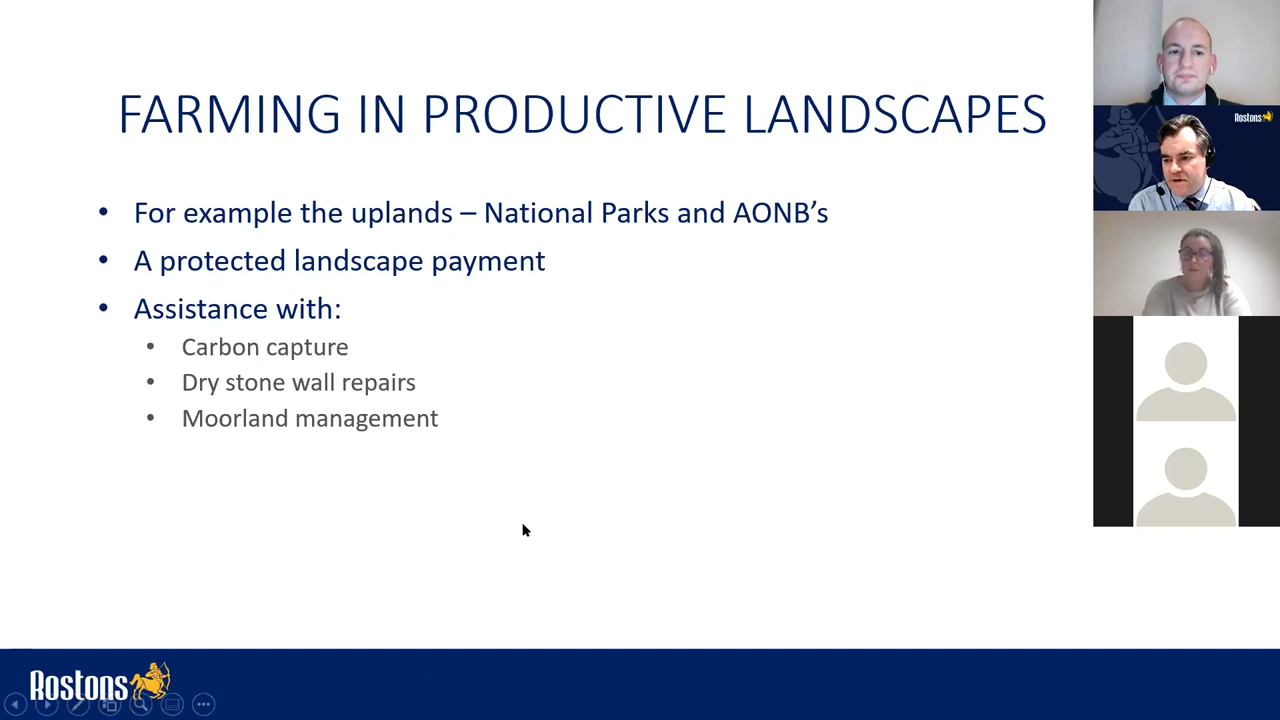 FARMING IN PRODUCTIVE LANDSCAPES
• For example the uplands – National Parks and AONB’s
• A protected landscape payment
• Assistance with:
• Carbon capture
• Dry stone wall repairs
• Moorland management
Rostons
Rostons